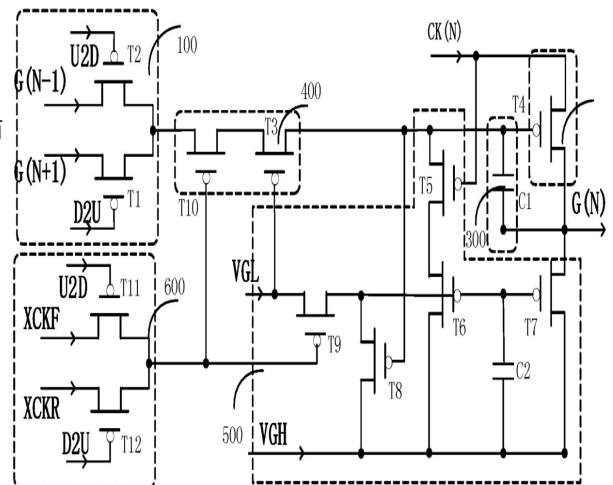 U2D
T2
100
CK(N)
G(N-1)
400
T4
T3
G(N+1)
T5
T10
C1
T1
300
G(N)
D2U
VGL
U2D
T11
600
T6
T7
XCKF
T9
T8
C2
XCKR
500
VGH
D2U
T12